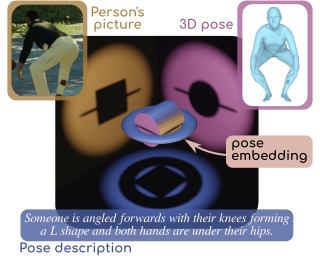 Person's
picture
3D pose
pose
embedding
Someone is angled forwards with their knees forming
a L shape and both hands are under their hips.
Pose description